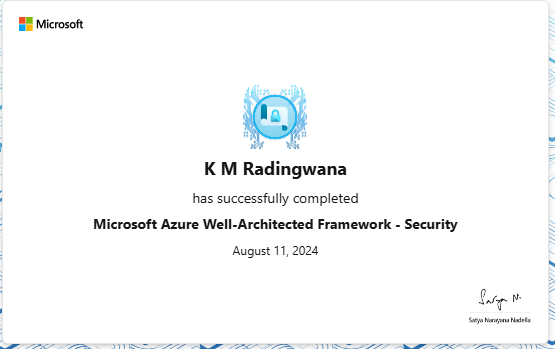 Microsoft
K M Radingwana
has successfully completed
Microsoft Azure Well-Architected Framework - Security
August 11, 2024
Satya N.
Satya Narayana Nadella